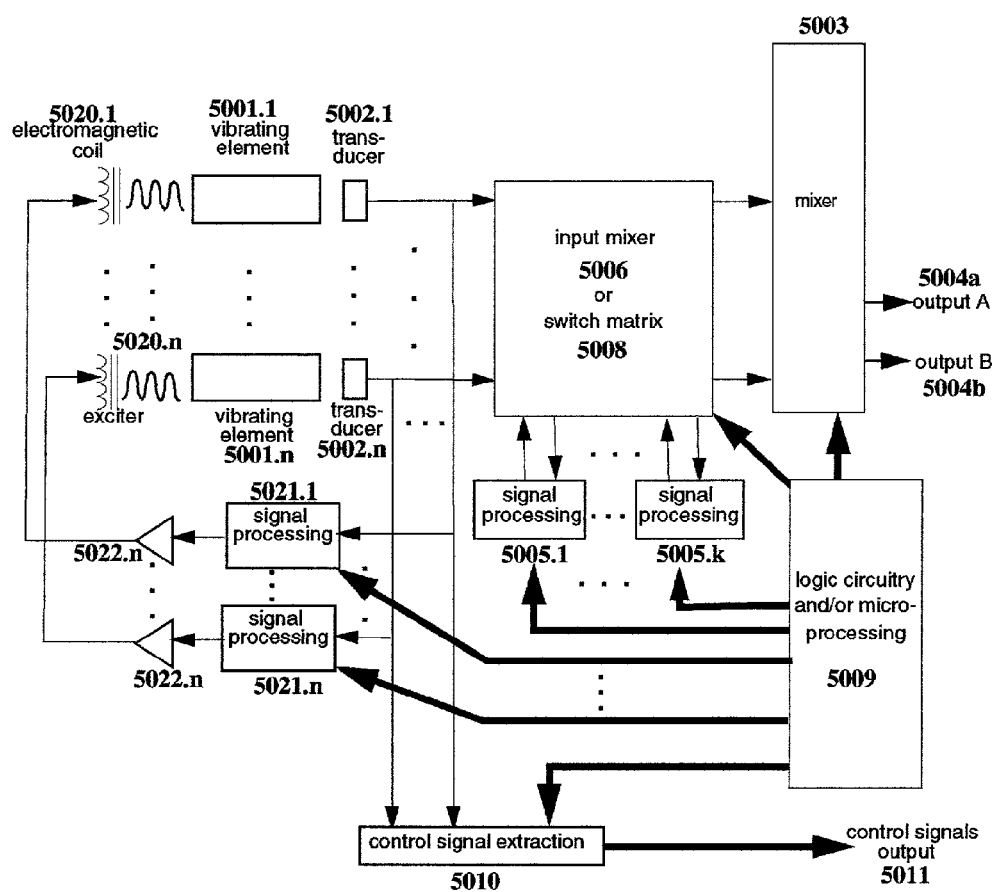 5003
5020.1
electromagnetic
coil
5001.1
vibrating
element
5002.1
trans-
ducer
mixer
input mixer
5006
or
switch matrix
5008
5004a
output A
output B
5004b
5020.n
exciter
vibrating
element
5001.n
trans-
ducer
5002.n
5021.1
signal
processing
5022.n
signal
processing
5005.1
signal
processing
5005.k
logic circuitry
and/or micro-
processing
5009
signal
processing
5021.n
5022.n
control signal extraction
5010
control signals
output
5011